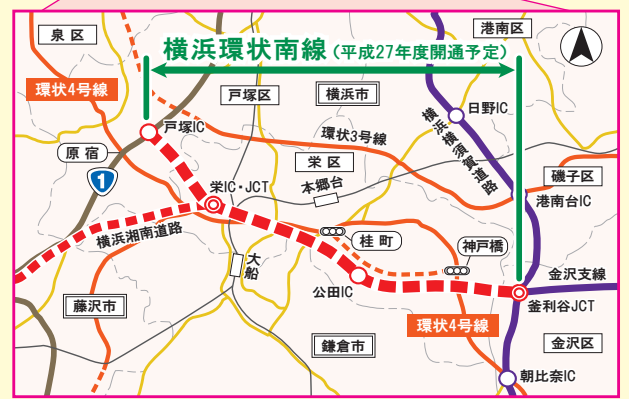 泉区
港南区
横浜環状南線(平成27年度開通予定)
環状4号線
戸塚区
横浜市
日野IC
戸塚IC
環状3号線
横浜横須賀道路
原宿
1
栄区
磯子区
栄IC・JCT
本郷台
港南台IC
横浜湘南道路
桂町
神戸橋
大船
金沢支線
公田IC
藤沢市
釜利谷JCT
環状4号線
鎌倉市
金沢区
朝比奈IC